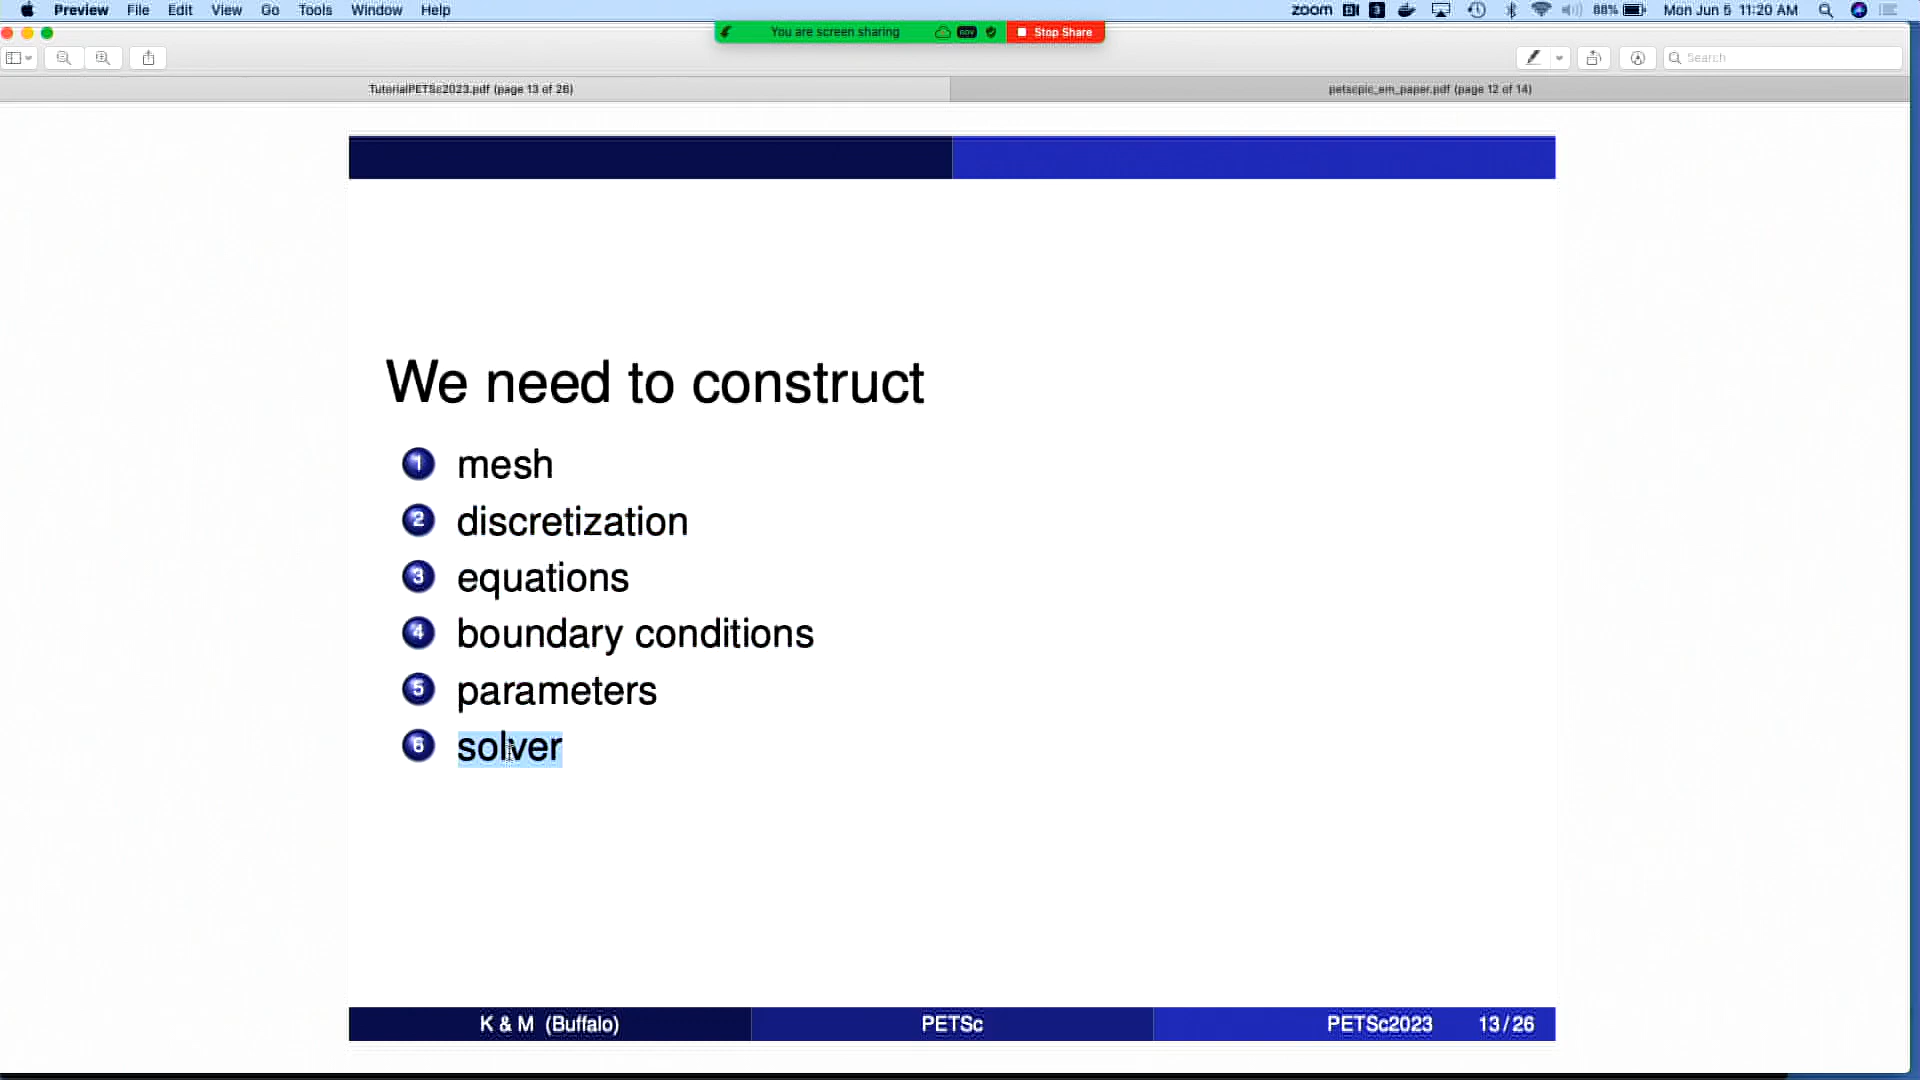 Preview File Edit View Go Tools Window Help zoom 88% Mon Jun 5 11:20 AM
You are screen sharing Stop Share
Search
TutorialPETSc2023.pdf (page 13 of 26) petscpic_em_paper.pdf (page 12 of 14)
We need to construct
1 mesh
2 discretization
3 equations
4 boundary conditions
5 parameters
6 solver
K & M (Buffalo) PETSc PETSc2023 13 / 26